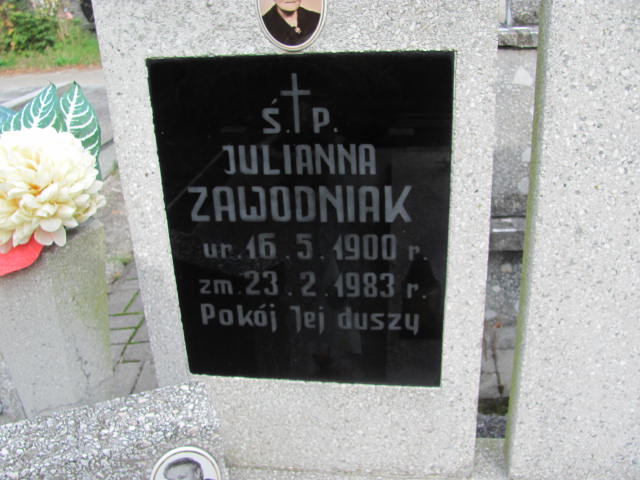 Ś. P.
JULIANNA
ZAWODNIAK
ur. 16. 5. 1900 r.
zm. 23. 2. 1983 r.
Pokój Jej duszy